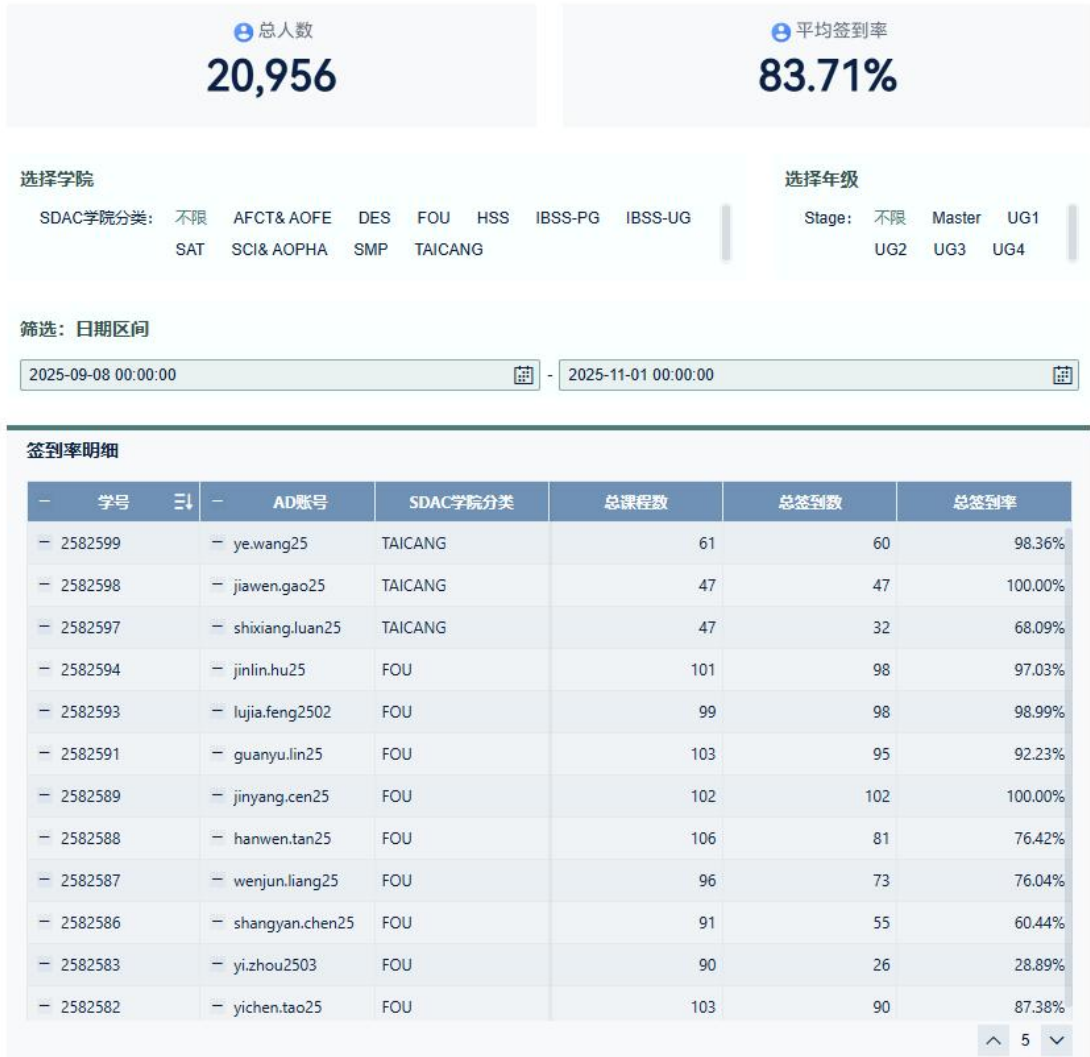 总人数
20,956
平均签到率
83.71%
选择学院
SDAC学院分类： 不限 AFCT& AOFE DES FOU HSS IBSS-PG IBSS-UG
SAT SCI& AOPHA SMP TAICANG
选择年级
Stage： 不限 Master UG1
UG2 UG3 UG4
筛选：日期区间
2025-09-08 00:00:00 - 2025-11-01 00:00:00
签到率明细
学号 AD账号 SDAC学院分类 总课程数 总签到数 总签到率
2582599 ye.wang25 TAICANG 61 60 98.36%
2582598 jiawen.gao25 TAICANG 47 47 100.00%
2582597 shixiang.luan25 TAICANG 47 32 68.09%
2582594 jinlin.hu25 FOU 101 98 97.03%
2582593 lujia.feng2502 FOU 99 98 98.99%
2582591 guanyu.lin25 FOU 103 95 92.23%
2582589 jinyang.cen25 FOU 102 102 100.00%
2582588 hanwen.tan25 FOU 106 81 76.42%
2582587 wenjun.liang25 FOU 96 73 76.04%
2582586 shangyan.chen25 FOU 91 55 60.44%
2582583 yi.zhou2503 FOU 90 26 28.89%
2582582 yichen.tao25 FOU 103 90 87.38%
5